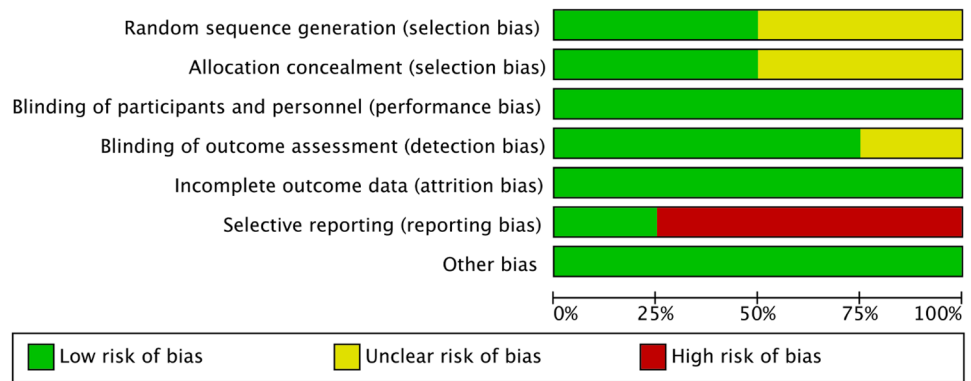 Random sequence generation (selection bias)
Allocation concealment (selection bias)
Blinding of participants and personnel (performance bias)
Blinding of outcome assessment (detection bias)
Incomplete outcome data (attrition bias)
Selective reporting (reporting bias)
Other bias
0% 25% 50% 75% 100%
Low risk of bias Unclear risk of bias High risk of bias